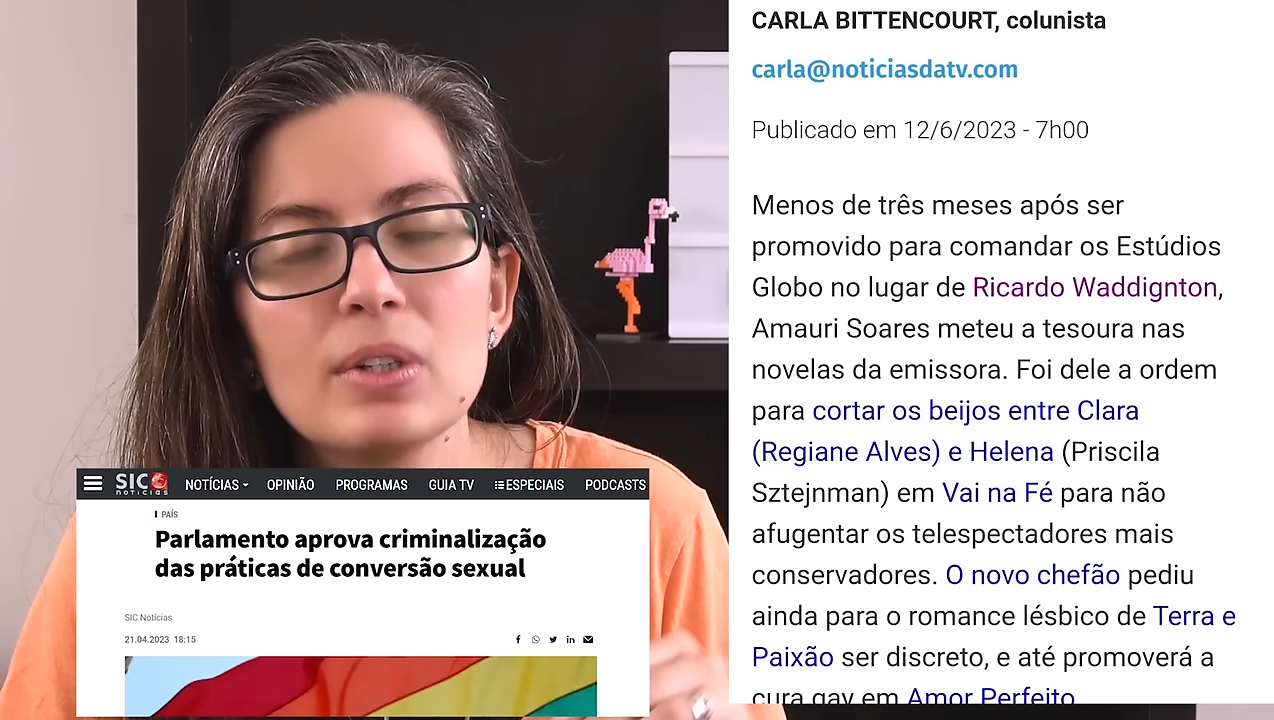 CARLA BITTENCOURT, colunista
carla@noticiasdatv.com
Publicado em 12/6/2023 - 7h00
Menos de três meses após ser
promovido para comandar os Estúdios
Globo no lugar de Ricardo Waddignton,
Amauri Soares meteu a tesoura nas
novelas da emissora. Foi dele a ordem
para cortar os beijos entre Clara
(Regiane Alves) e Helena (Priscila
Sztejnman) em Vai na Fé para não
afugentar os telespectadores mais
conservadores. O novo chefão pediu
ainda para o romance lésbico de Terra e
Paixão ser discreto, e até promoverá a
cura gay em Amor Perfeito
SIC notícias NOTÍCIAS OPINIÃO PROGRAMAS GUIA TV ESPECIAIS PODCASTS
PAÍS
Parlamento aprova criminalização
das práticas de conversão sexual
SIC Notícias
21.04.2023 18:15